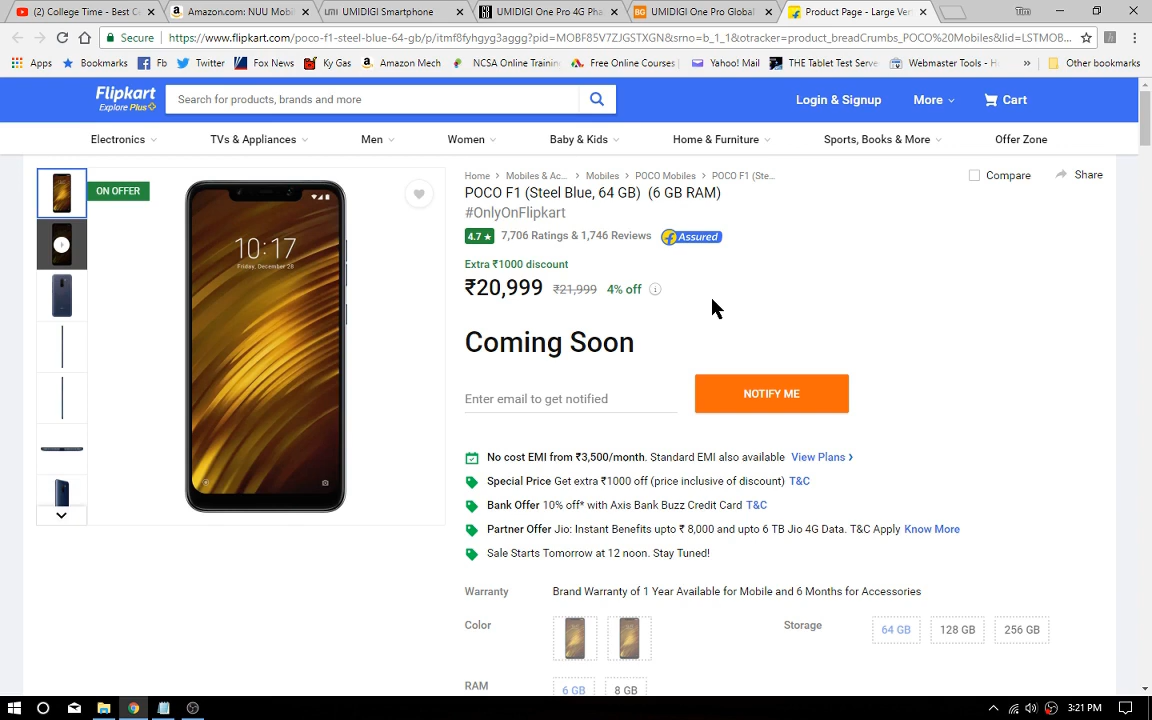 (2) College Time - Best C
Amazon.com: NUU Mobi
UMIDIGI Smartphone
UMIDIGI One Pro 4G Pha
UMIDIGI One Pro Global
Product Page - Large Ver
Tim
Secure
https://www.flipkart.com/poco-f1-steel-blue-64-gb/p/itmf8fyhgyg3aggg?pid=MOBF85V7ZJGSTXGN&srno=b_1_1&otracker=product_breadCrumbs_POCO%20Mobiles&lid=LSTMOB...
Apps
Bookmarks
Fb
Twitter
Fox News
Ky Gas
Amazon Mech
NCSA Online Trainin
Free Online Courses
Yahoo! Mail
THE Tablet Test Serve
Webmaster Tools - H
»
Other bookmarks
Flipkart
Explore Plus
Search for products, brands and more
Login & Signup
More
Cart
Electronics
TVs & Appliances
Men
Women
Baby & Kids
Home & Furniture
Sports, Books & More
Offer Zone
ON OFFER
10:17
Friday, December 28
Home > Mobiles & Ac... > Mobiles > POCO Mobiles > POCO F1 (Ste...
Compare
Share
POCO F1 (Steel Blue, 64 GB) (6 GB RAM)
#OnlyOnFlipkart
4.7 ★ 7,706 Ratings & 1,746 Reviews Assured
Extra ₹1000 discount
₹20,999 ₹21,999 4% off
Coming Soon
Enter email to get notified
NOTIFY ME
No cost EMI from ₹3,500/month. Standard EMI also available View Plans >
Special Price Get extra ₹1000 off (price inclusive of discount) T&C
Bank Offer 10% off* with Axis Bank Buzz Credit Card T&C
Partner Offer Jio: Instant Benefits upto ₹ 8,000 and upto 6 TB Jio 4G Data. T&C Apply Know More
Sale Starts Tomorrow at 12 noon. Stay Tuned!
Warranty Brand Warranty of 1 Year Available for Mobile and 6 Months for Accessories
Color
Storage 64 GB 128 GB 256 GB
RAM 6 GB 8 GB
3:21 PM